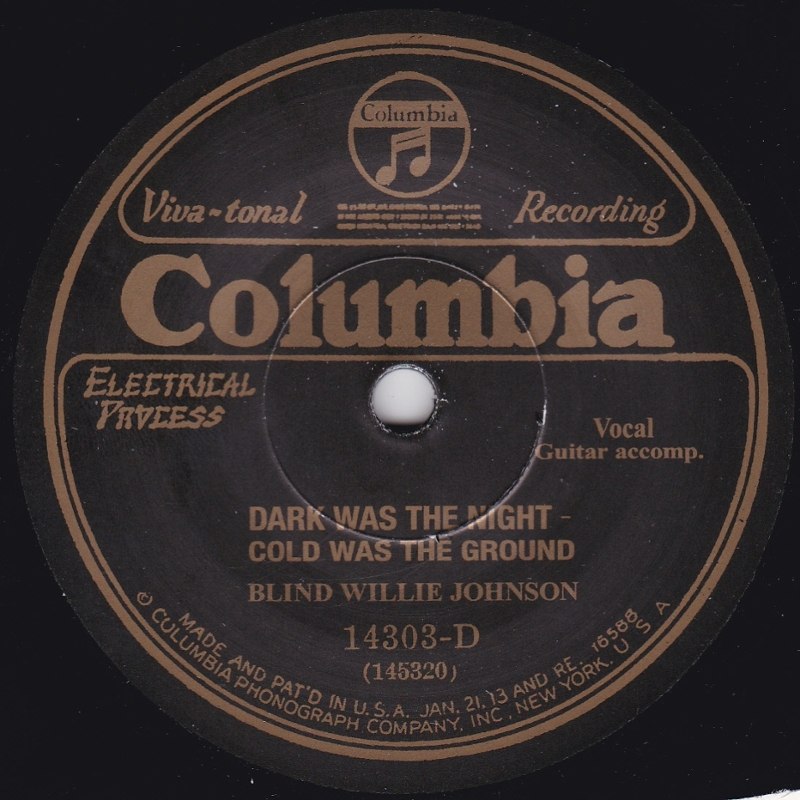 Columbia
Viva-tonal Recording
Columbia
ELECTRICAL
PROCESS
Vocal
Guitar accomp.
DARK WAS THE NIGHT -
COLD WAS THE GROUND
BLIND WILLIE JOHNSON
14303-D
(145320)
MADE AND PAT'D IN U.S.A. JAN. 21, 13 AND RE. 16588
© COLUMBIA PHONOGRAPH COMPANY, INC., NEW YORK, U S A